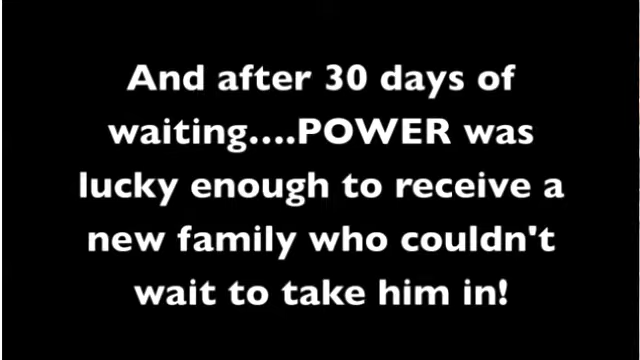 And after 30 days of
waiting....POWER was
lucky enough to receive a
new family who couldn't
wait to take him in!